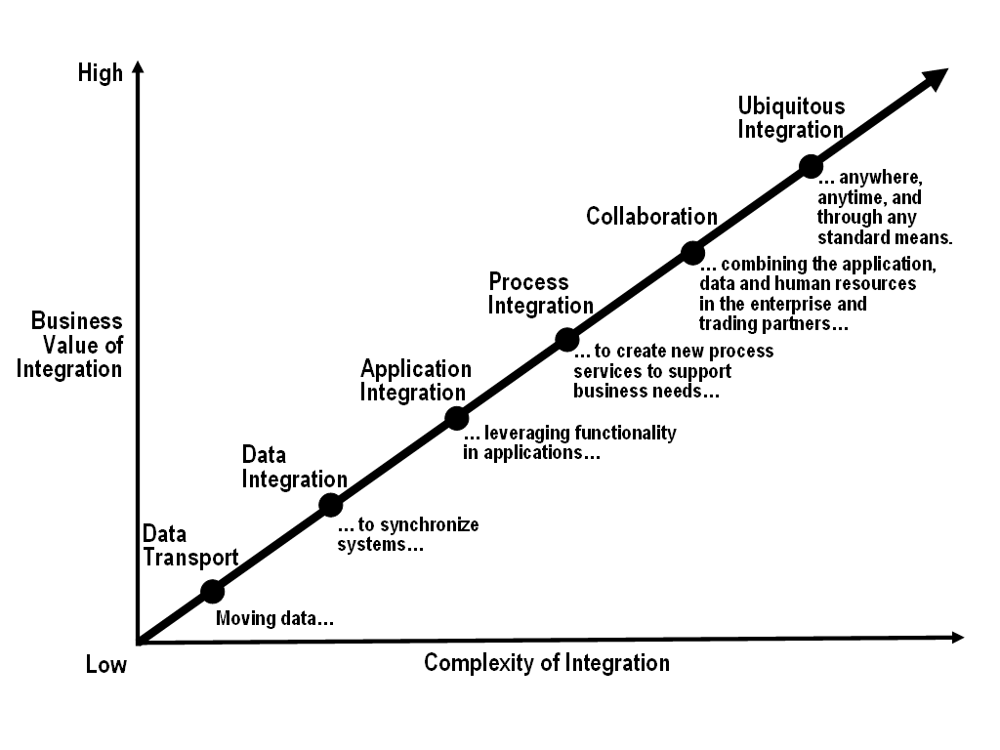 High
Ubiquitous
Integration
… anywhere,
anytime, and
through any
standard means.
Collaboration
… combining the application,
data and human resources
in the enterprise and
trading partners…
Process
Integration
… to create new process
services to support
business needs…
Business
Value of
Integration
Application
Integration
… leveraging functionality
in applications…
Data
Integration
… to synchronize
systems…
Data
Transport
Moving data…
Low
Complexity of Integration